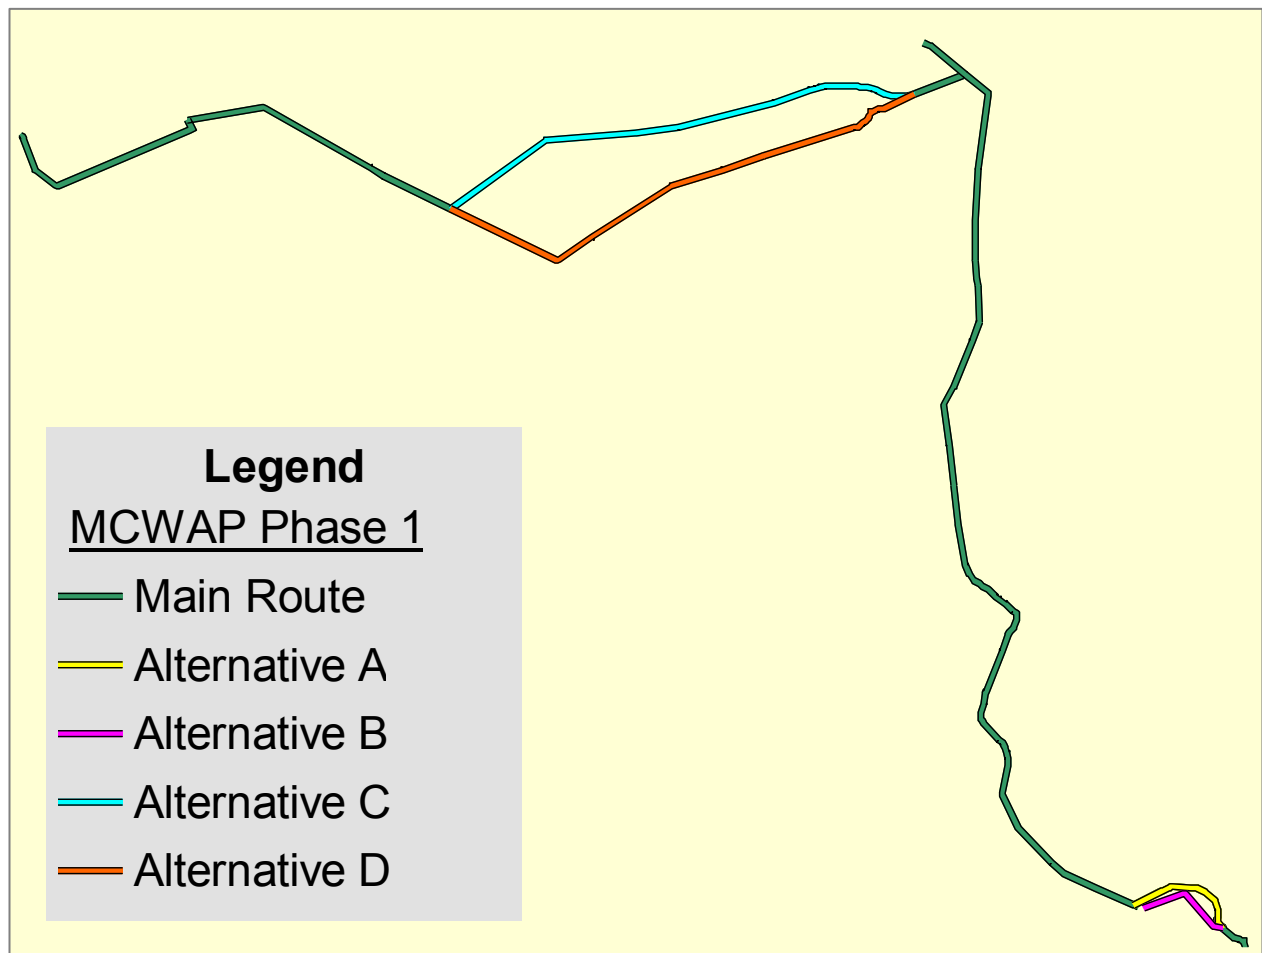 Legend
MCWAP Phase 1
Main Route
Alternative A
Alternative B
Alternative C
Alternative D